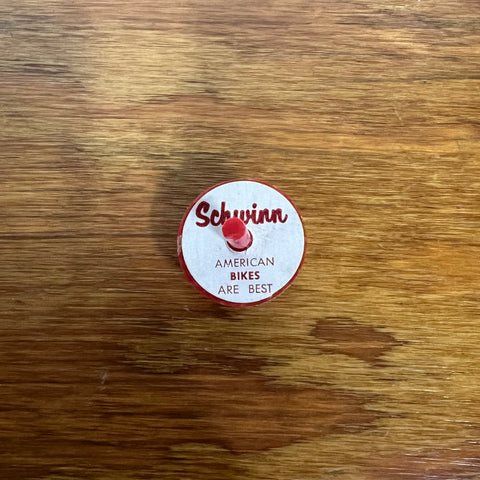 Schwinn
AMERICAN
BIKES
ARE BEST